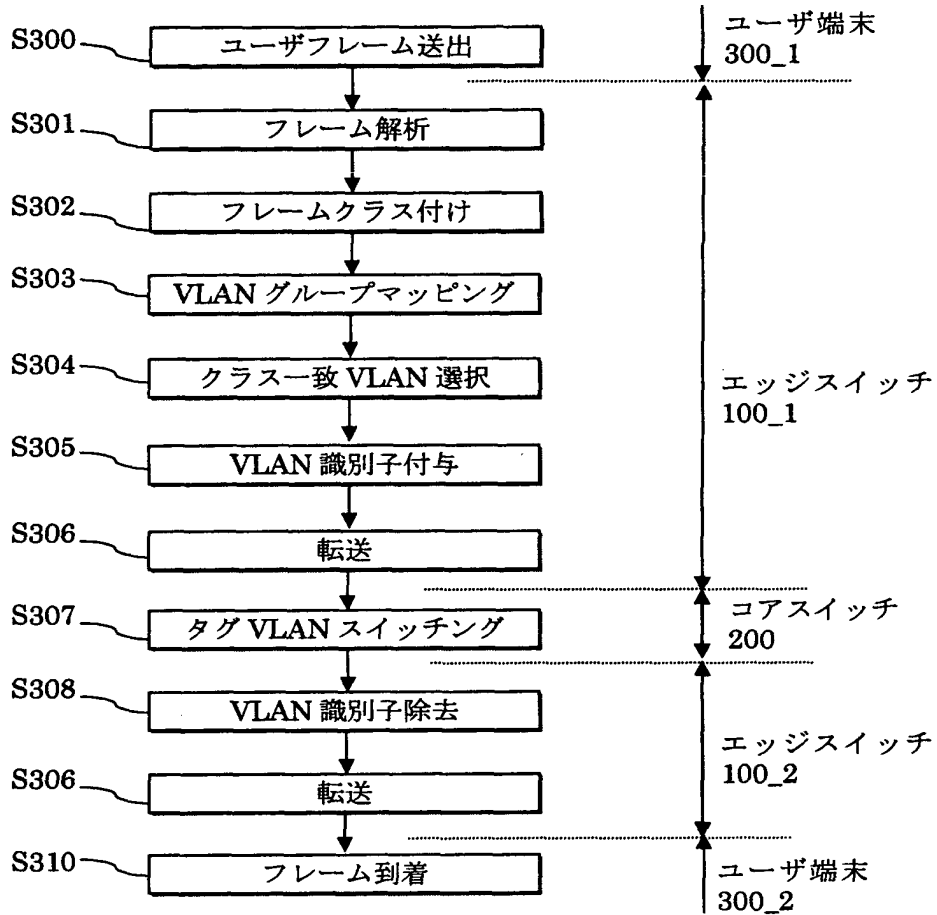 S300
ユーザフレーム送出
ユーザ端末
300_1
S301
フレーム解析
S302
フレームクラス付け
S303
VLAN グループマッピング
S304
クラス一致 VLAN 選択
エッジスイッチ
100_1
S305
VLAN 識別子付与
S306
転送
S307
タグ VLAN スイッチング
コアスイッチ
200
S308
VLAN 識別子除去
エッジスイッチ
100_2
S306
転送
S310
フレーム到着
ユーザ端末
300_2